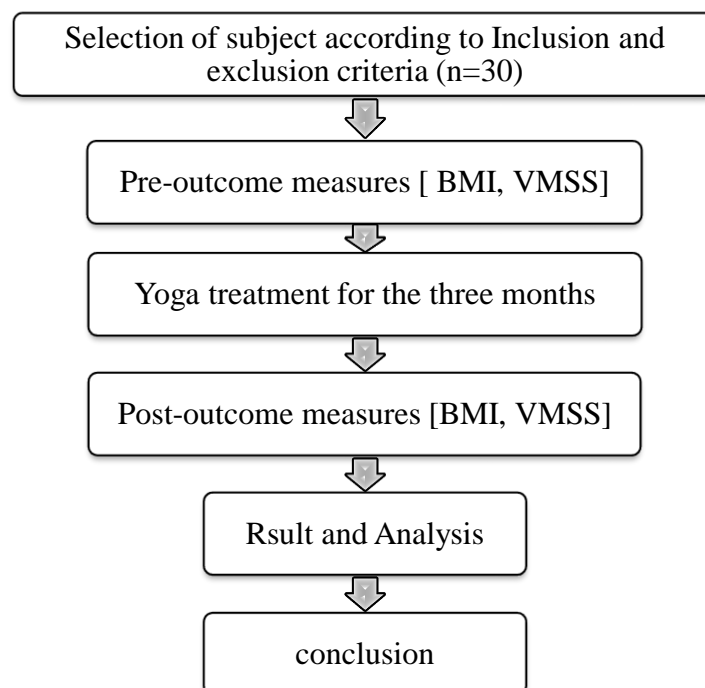 Selection of subject according to Inclusion and
exclusion criteria (n=30)
Pre-outcome measures [ BMI, VMSS]
Yoga treatment for the three months
Post-outcome measures [BMI, VMSS]
Rsult and Analysis
conclusion